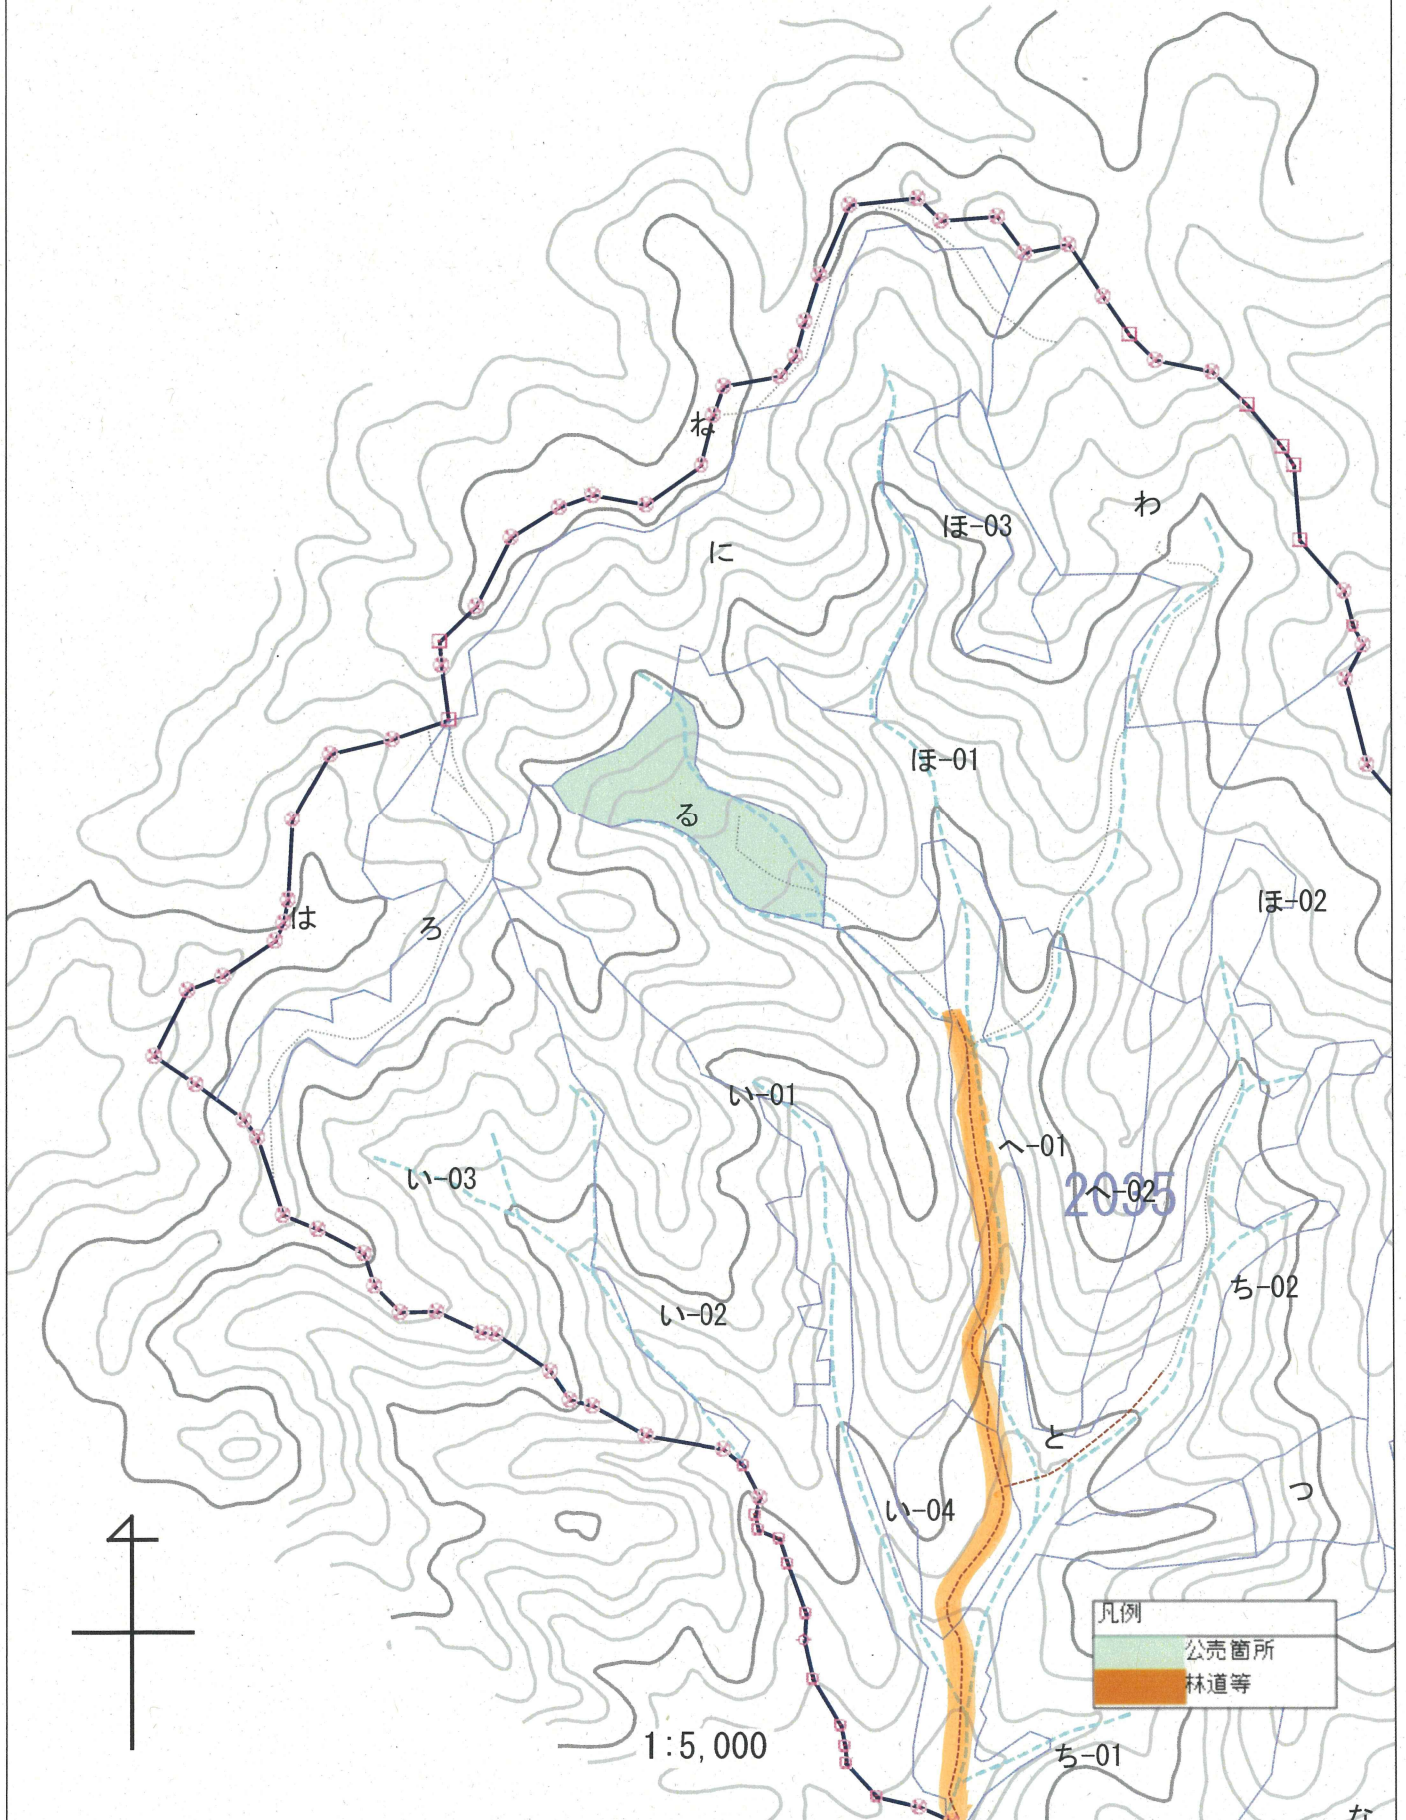 ね
に
ほ-03
わ
ほ-01
る
ほ-02
は
ろ
い-01
へ-01
い-03
2035
へ-02
ち-02
い-02
と
つ
い-04
凡例
公売箇所
林道等
1:5,000
ち-01
な